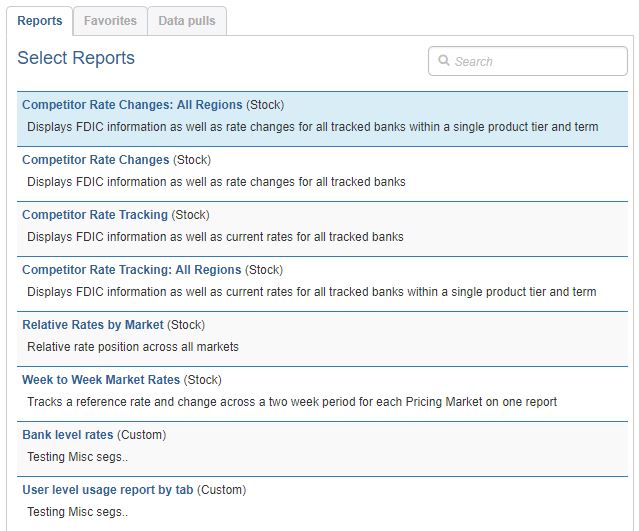 Reports Favorites Data pulls
Select Reports
Search
Competitor Rate Changes: All Regions (Stock)
Displays FDIC information as well as rate changes for all tracked banks within a single product tier and term
Competitor Rate Changes (Stock)
Displays FDIC information as well as rate changes for all tracked banks
Competitor Rate Tracking (Stock)
Displays FDIC information as well as current rates for all tracked banks
Competitor Rate Tracking: All Regions (Stock)
Displays FDIC information as well as current rates for all tracked banks within a single product tier and term
Relative Rates by Market (Stock)
Relative rate position across all markets
Week to Week Market Rates (Stock)
Tracks a reference rate and change across a two week period for each Pricing Market on one report
Bank level rates (Custom)
Testing Misc segs..
User level usage report by tab (Custom)
Testing Misc segs..